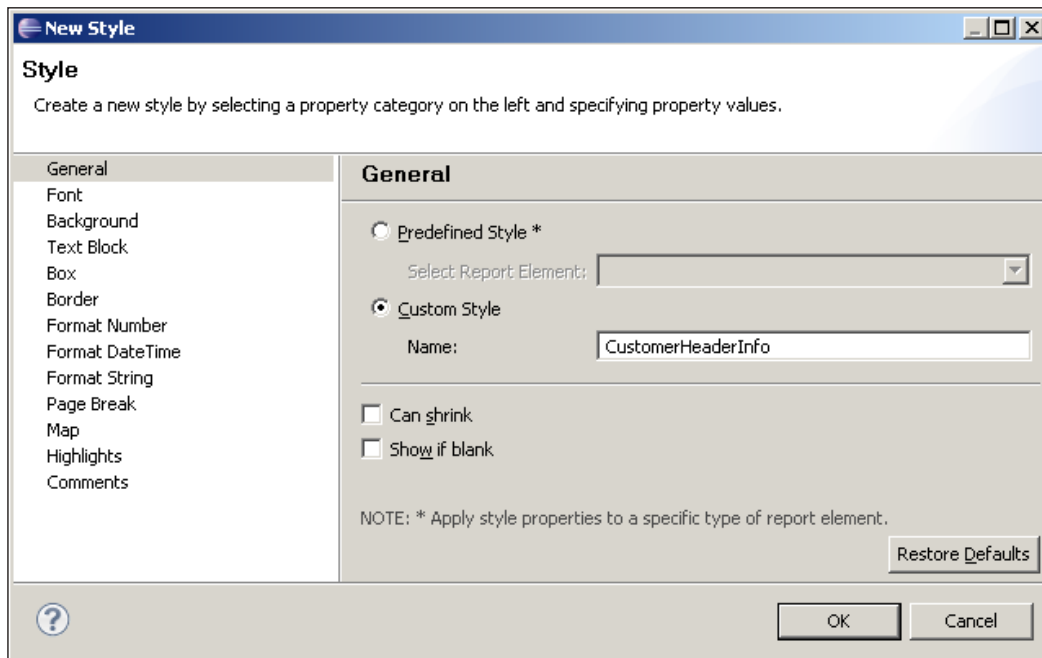 New Style
Style
Create a new style by selecting a property category on the left and specifying property values.
General
Font
Background
Text Block
Box
Border
Format Number
Format DateTime
Format String
Page Break
Map
Highlights
Comments
General
Predefined Style *
Select Report Element:
Custom Style
Name: CustomerHeaderInfo
Can shrink
Show if blank
NOTE: * Apply style properties to a specific type of report element.
Restore Defaults
?
OK Cancel